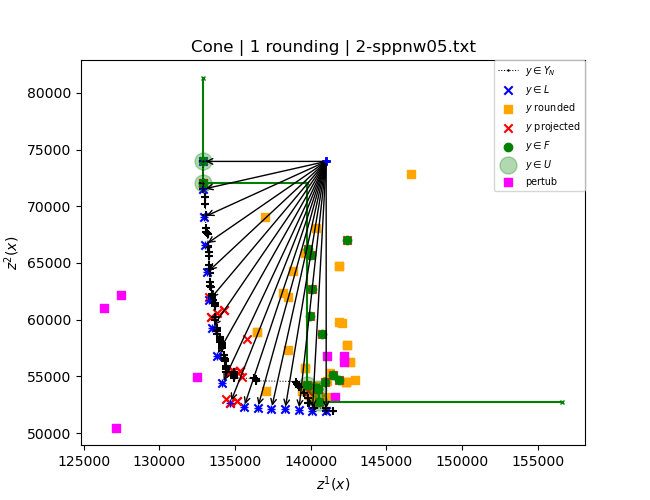 Cone | 1 rounding | 2-sppnw05.txt
y ∈ Y_N
y ∈ L
y rounded
y projected
y ∈ F
y ∈ U
pertub
80000
75000
70000
65000
60000
55000
50000
z²(x)
125000 130000 135000 140000 145000 150000 155000
z¹(x)